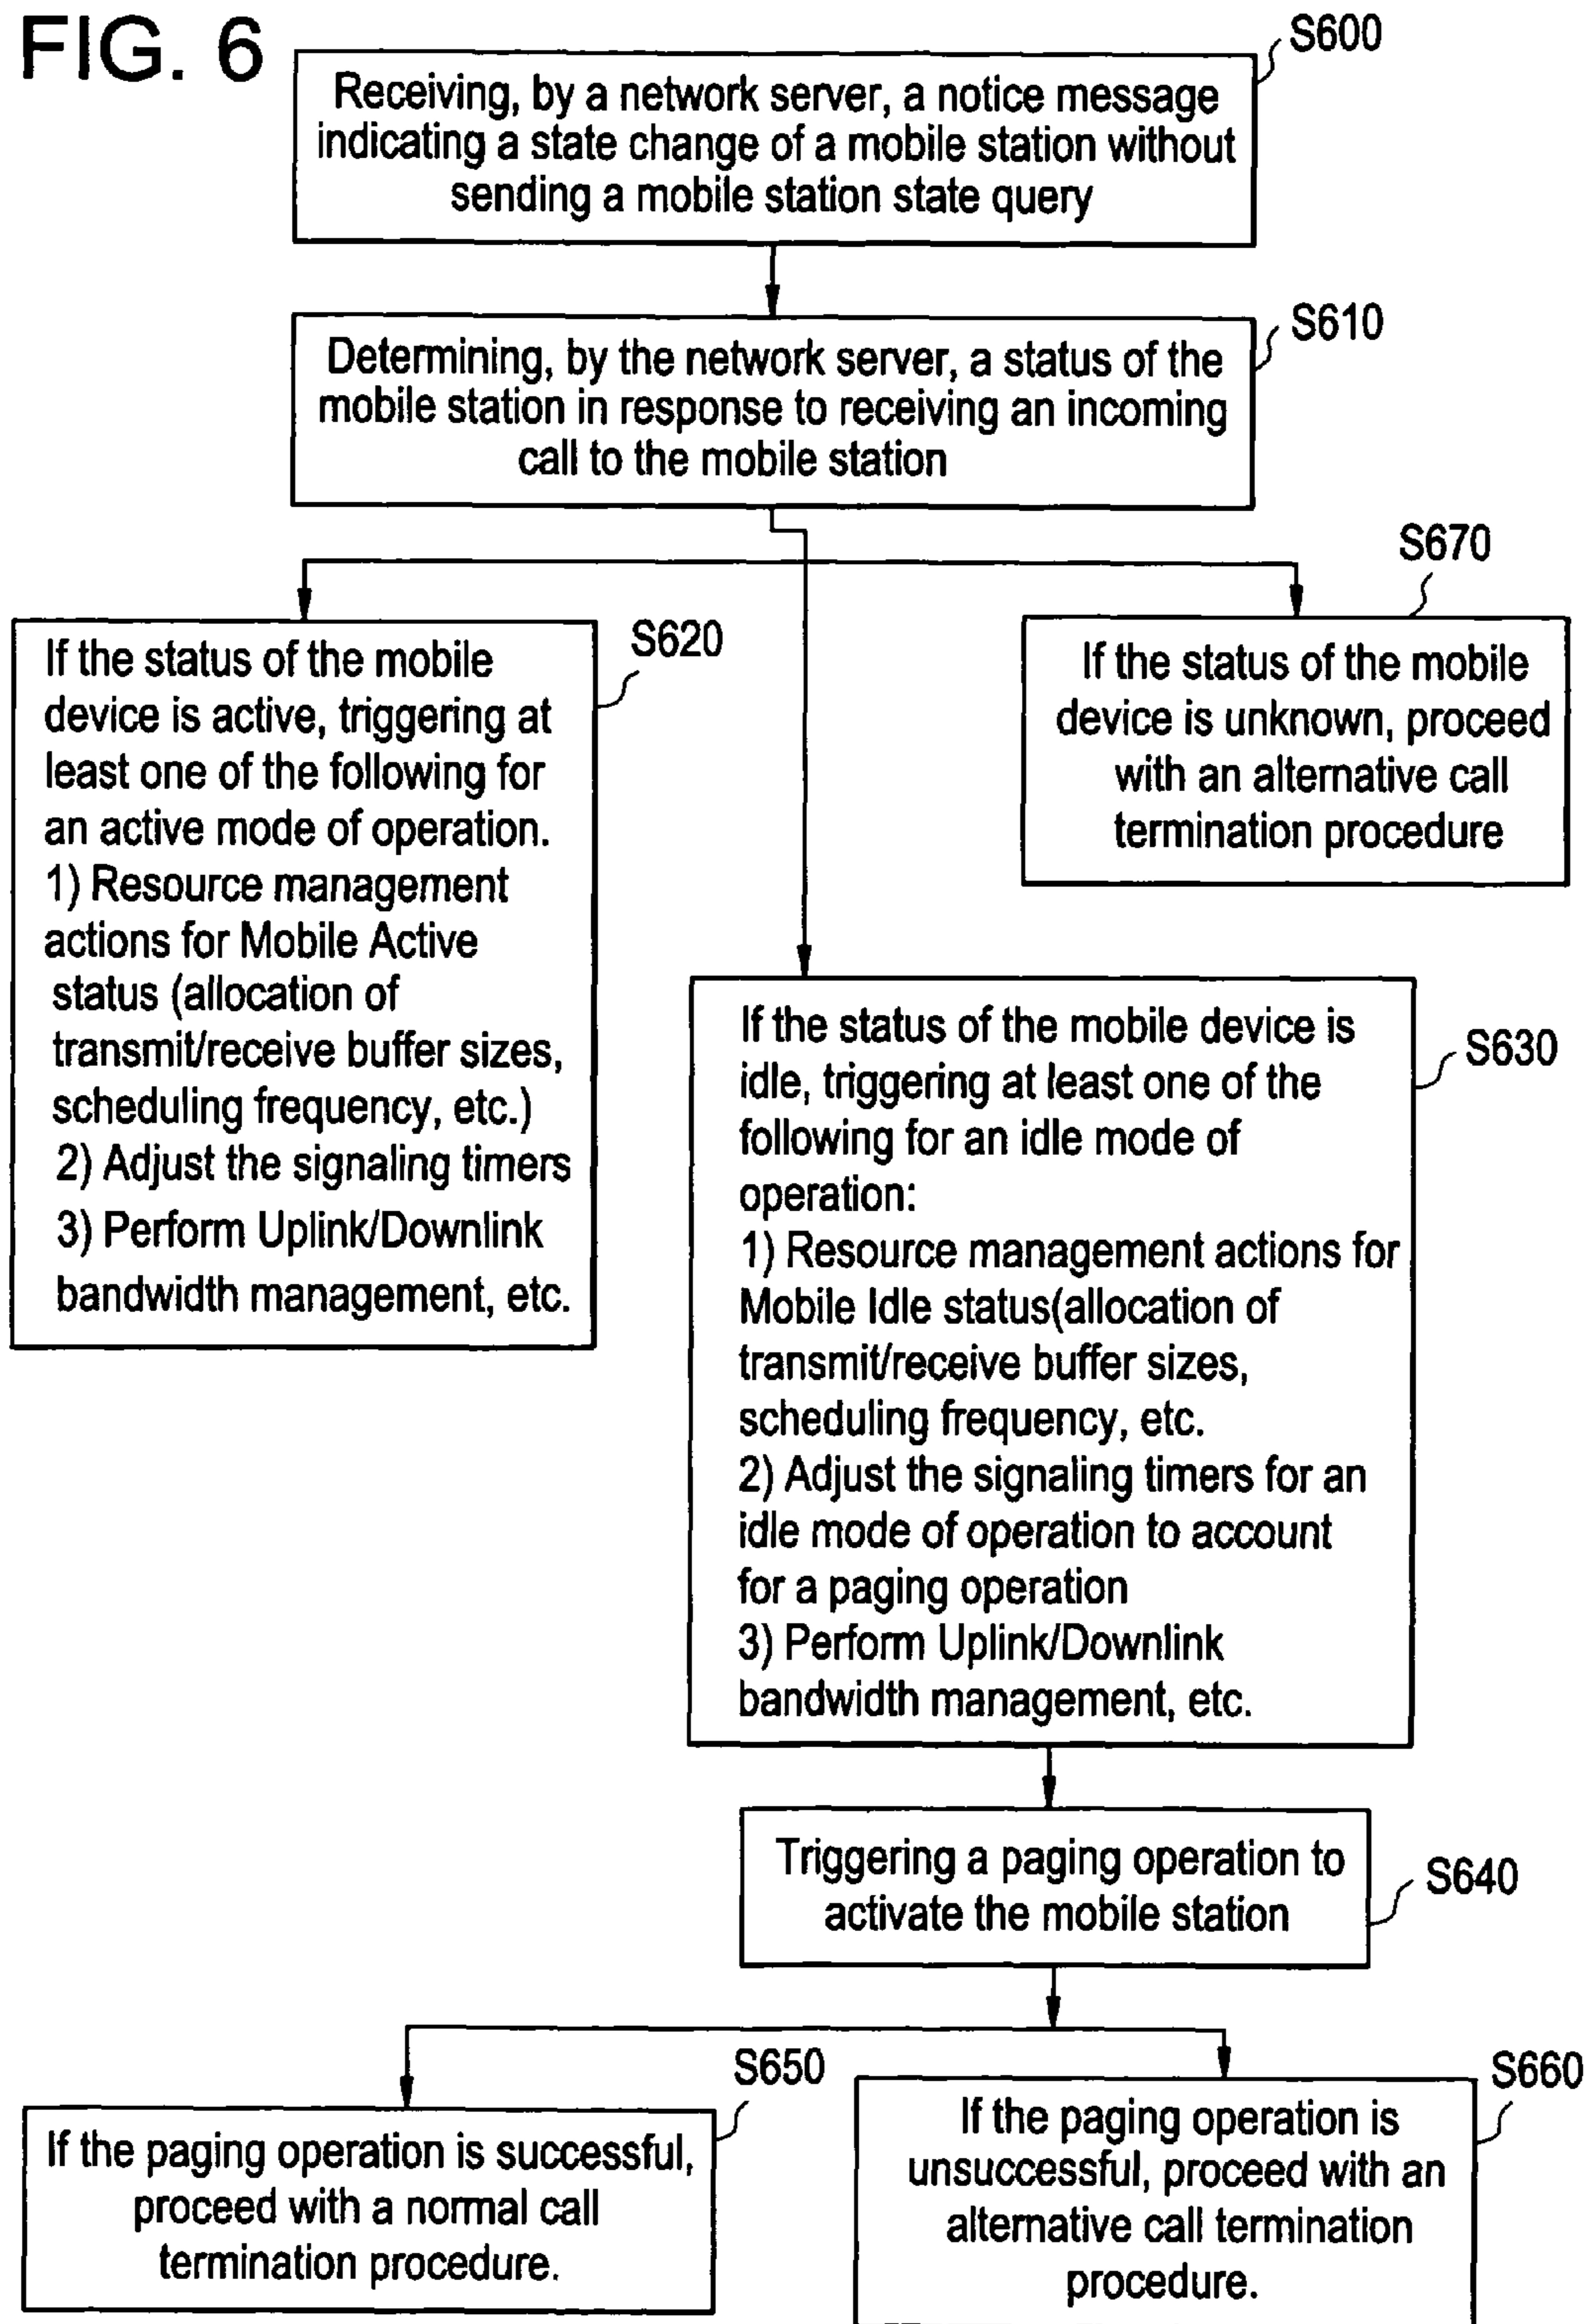 FIG. 6
S600
Receiving, by a network server, a notice message
indicating a state change of a mobile station without
sending a mobile station state query
S610
Determining, by the network server, a status of the
mobile station in response to receiving an incoming
call to the mobile station
S620
If the status of the mobile
device is active, triggering at
least one of the following for
an active mode of operation.
1) Resource management
actions for Mobile Active
status (allocation of
transmit/receive buffer sizes,
scheduling frequency, etc.)
2) Adjust the signaling timers
3) Perform Uplink/Downlink
bandwidth management, etc.
S670
If the status of the mobile
device is unknown, proceed
with an alternative call
termination procedure
S630
If the status of the mobile device is
idle, triggering at least one of the
following for an idle mode of
operation:
1) Resource management actions for
Mobile Idle status(allocation of
transmit/receive buffer sizes,
scheduling frequency, etc.
2) Adjust the signaling timers for an
idle mode of operation to account
for a paging operation
3) Perform Uplink/Downlink
bandwidth management, etc.
S640
Triggering a paging operation to
activate the mobile station
S650
If the paging operation is successful,
proceed with a normal call
termination procedure.
S660
If the paging operation is
unsuccessful, proceed with an
alternative call termination
procedure.